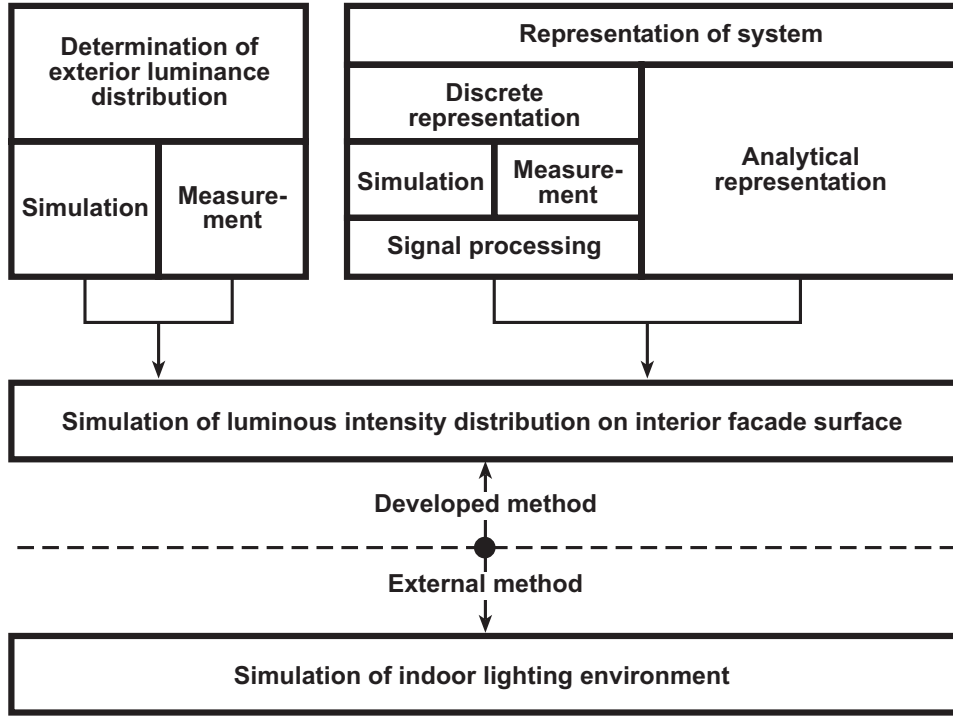 Determination of
exterior luminance
distribution
Simulation
Measure-
ment
Representation of system
Discrete
representation
Simulation
Measure-
ment
Signal processing
Analytical
representation
Simulation of luminous intensity distribution on interior facade surface
Developed method
External method
Simulation of indoor lighting environment